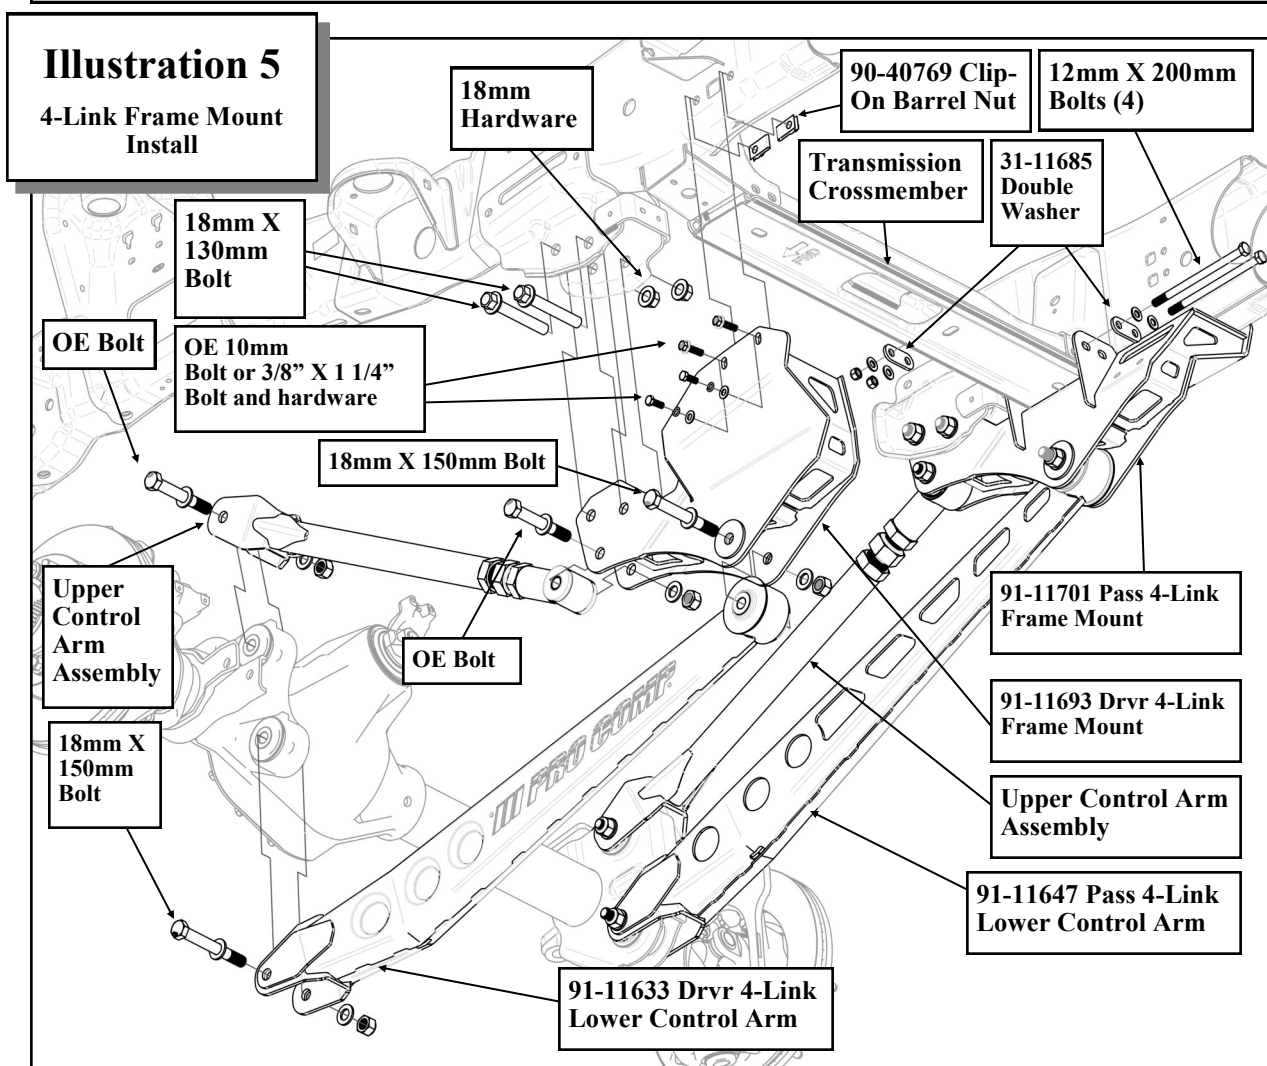 Illustration 5
4-Link Frame Mount
Install
18mm
Hardware
90-40769 Clip-
On Barrel Nut
12mm X 200mm
Bolts (4)
Transmission
Crossmember
31-11685
Double
Washer
18mm X
130mm
Bolt
FWD
OE Bolt
OE 10mm
Bolt or 3/8” X 1 1/4”
Bolt and hardware
18mm X 150mm Bolt
Upper
Control
Arm
Assembly
OE Bolt
91-11701 Pass 4-Link
Frame Mount
91-11693 Drvr 4-Link
Frame Mount
PRO COMP
18mm X
150mm
Bolt
Upper Control Arm
Assembly
91-11647 Pass 4-Link
Lower Control Arm
91-11633 Drvr 4-Link
Lower Control Arm